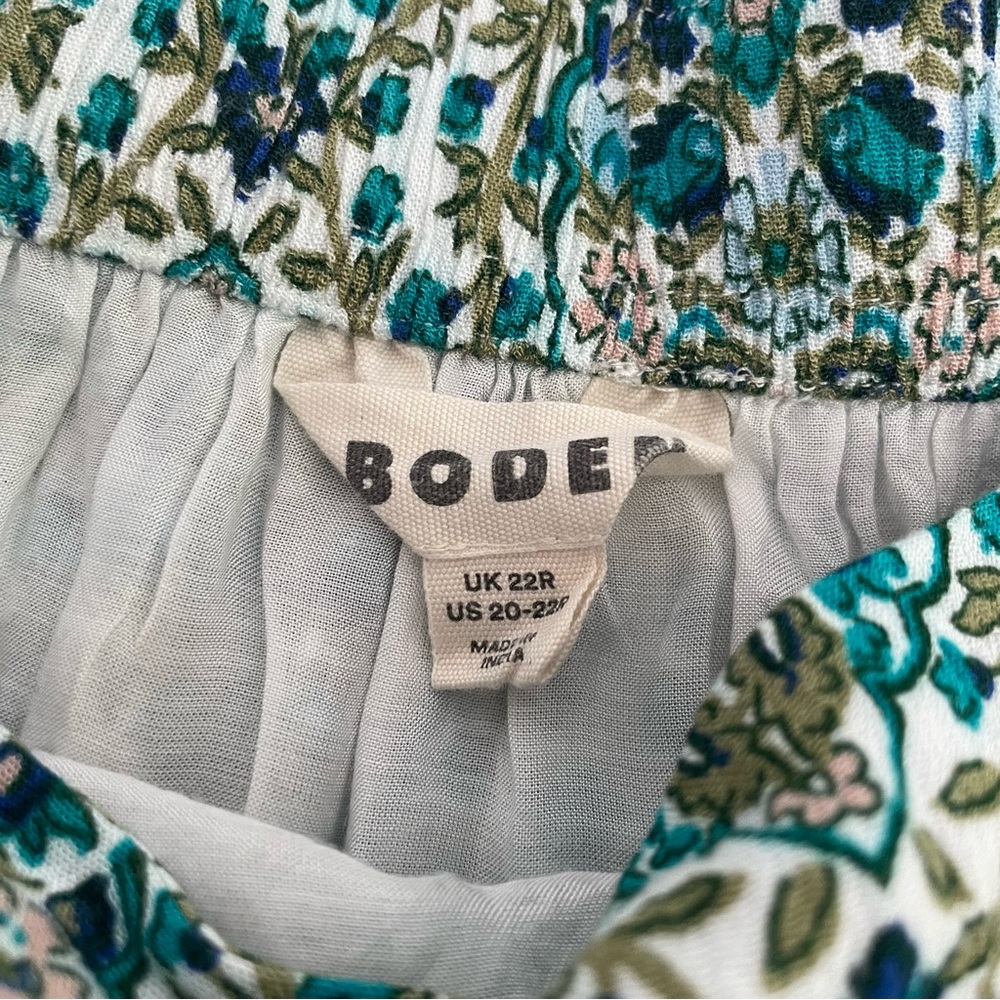 BODEN
UK 22R
US 20-22R
MADE IN
INDIA